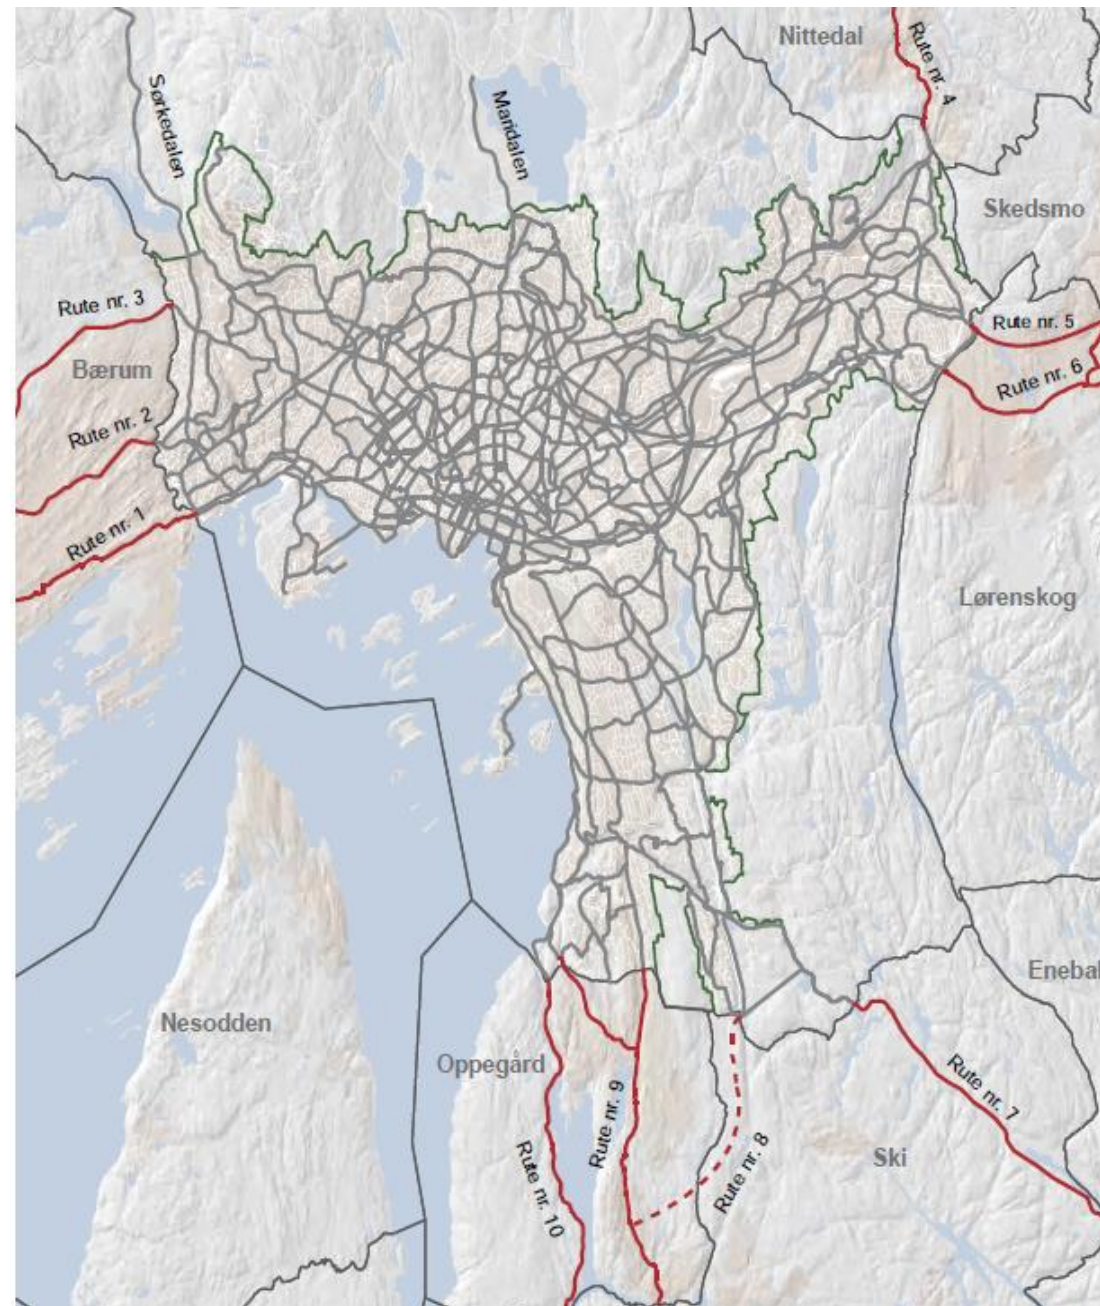 Nittedal
Rute nr. 4
Sørkedalen
Maridalen
Skedsmo
Rute nr. 3
Rute nr. 5
Bærum
Rute nr. 6
Rute nr. 2
Rute nr. 1
Lørenskog
Enebal
Nesodden
Oppegård
Rute nr. 9
Rute nr. 7
Rute nr. 8
Ski
Rute nr. 10